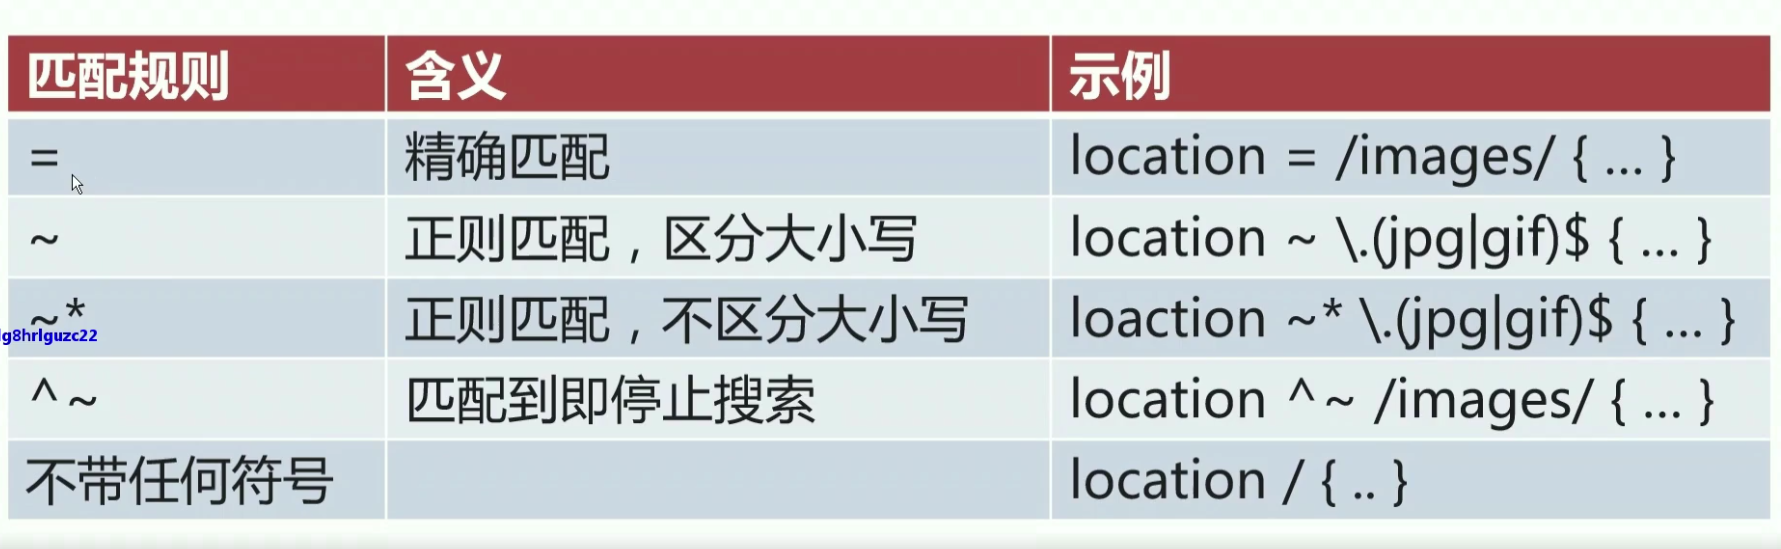 匹配规则 含义 示例
= 精确匹配 location = /images/ { ... }
~ 正则匹配，区分大小写 location ~ \.(jpg|gif)$ { ... }
~* 正则匹配，不区分大小写 loaction ~* \.(jpg|gif)$ { ... }
g8hrlguzc22
^~ 匹配到即停止搜索 location ^~ /images/ { ... }
不带任何符号 location / { .. }